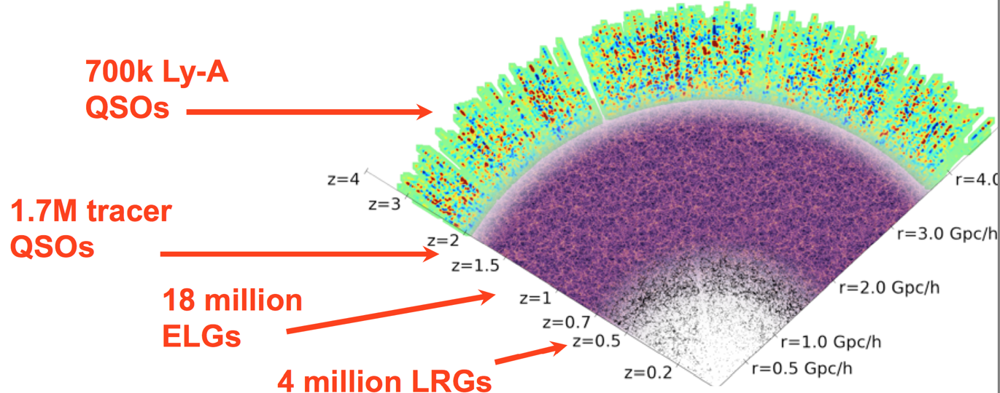 700k Ly-A
QSOs
1.7M tracer
QSOs
18 million
ELGs
4 million LRGs
z=4
z=3
z=2
z=1.5
z=1
z=0.7
z=0.5
z=0.2
r=4.0
r=3.0 Gpc/h
r=2.0 Gpc/h
r=1.0 Gpc/h
r=0.5 Gpc/h